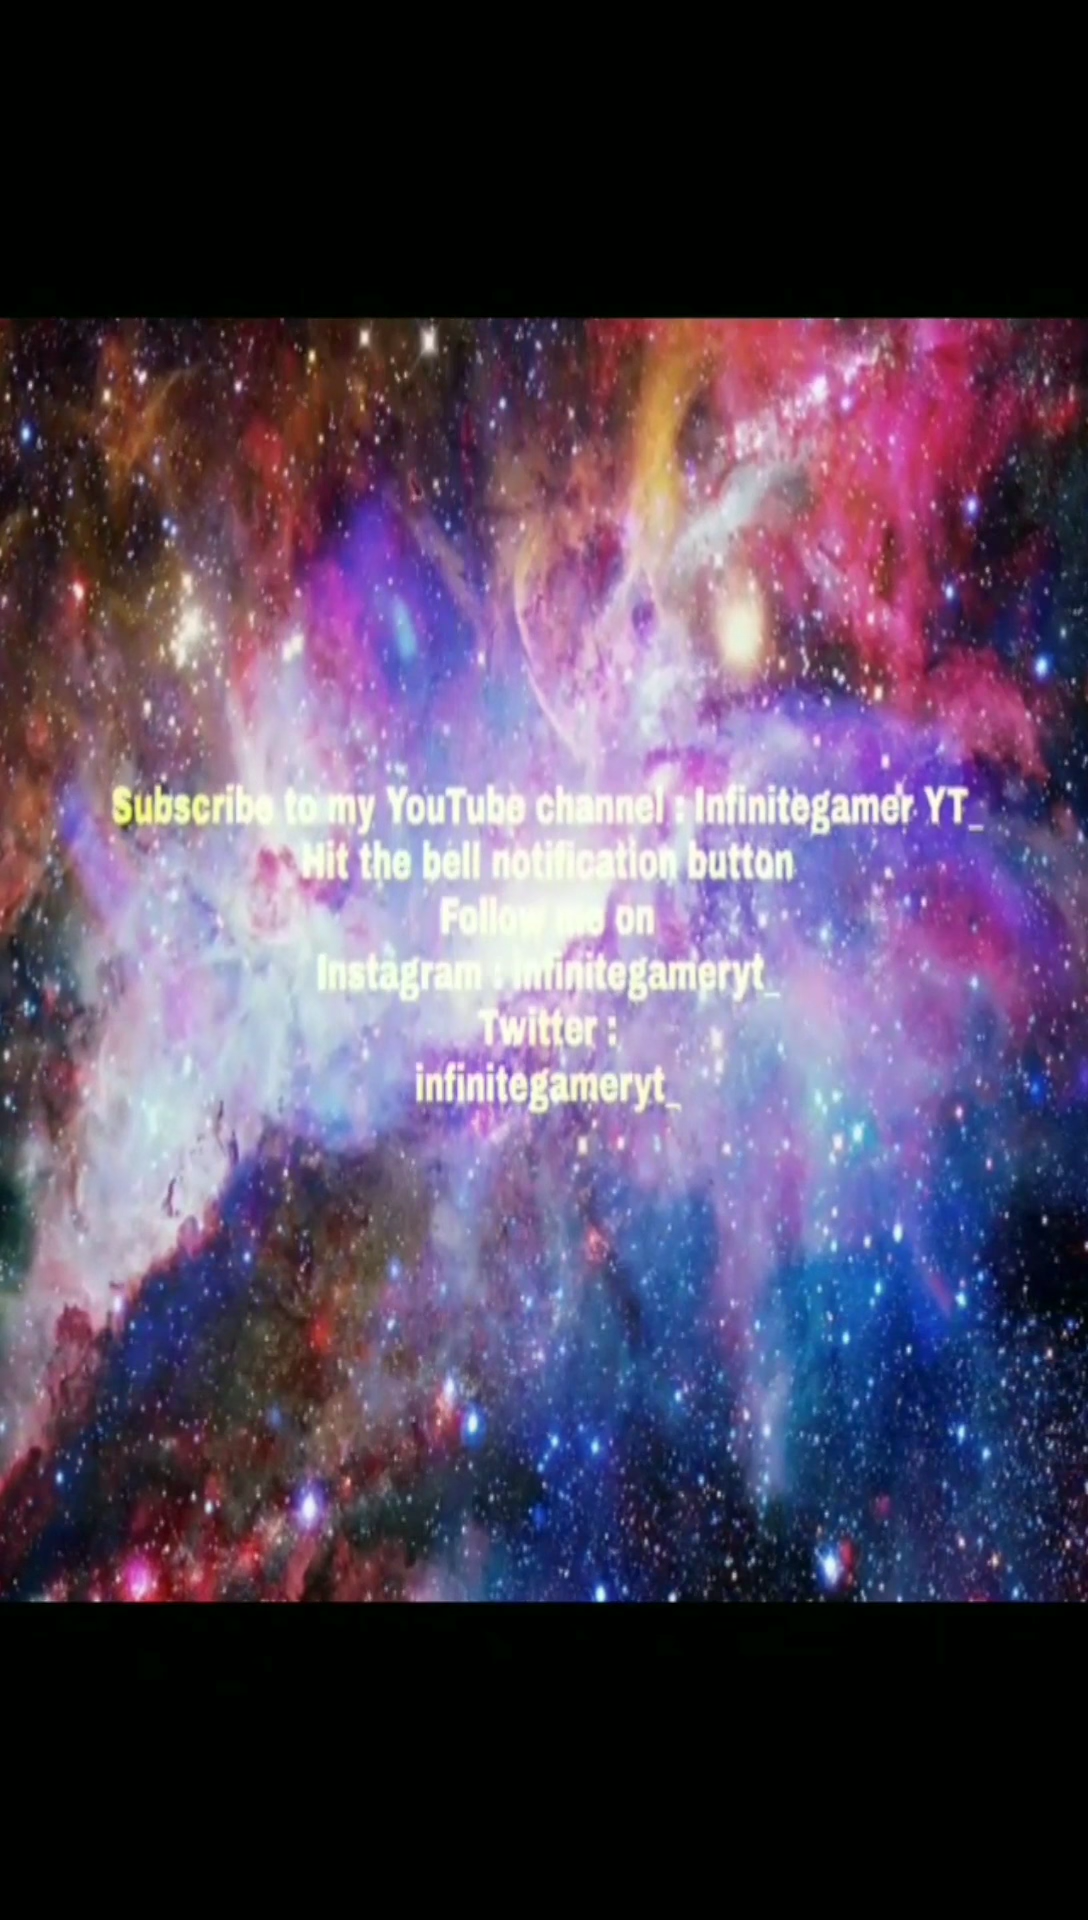 Subscribe to my YouTube channel : Infinitegamer YT_
Hit the bell notification button
Follow me on
Instagram : infinitegameryt_
Twitter :
infinitegameryt_